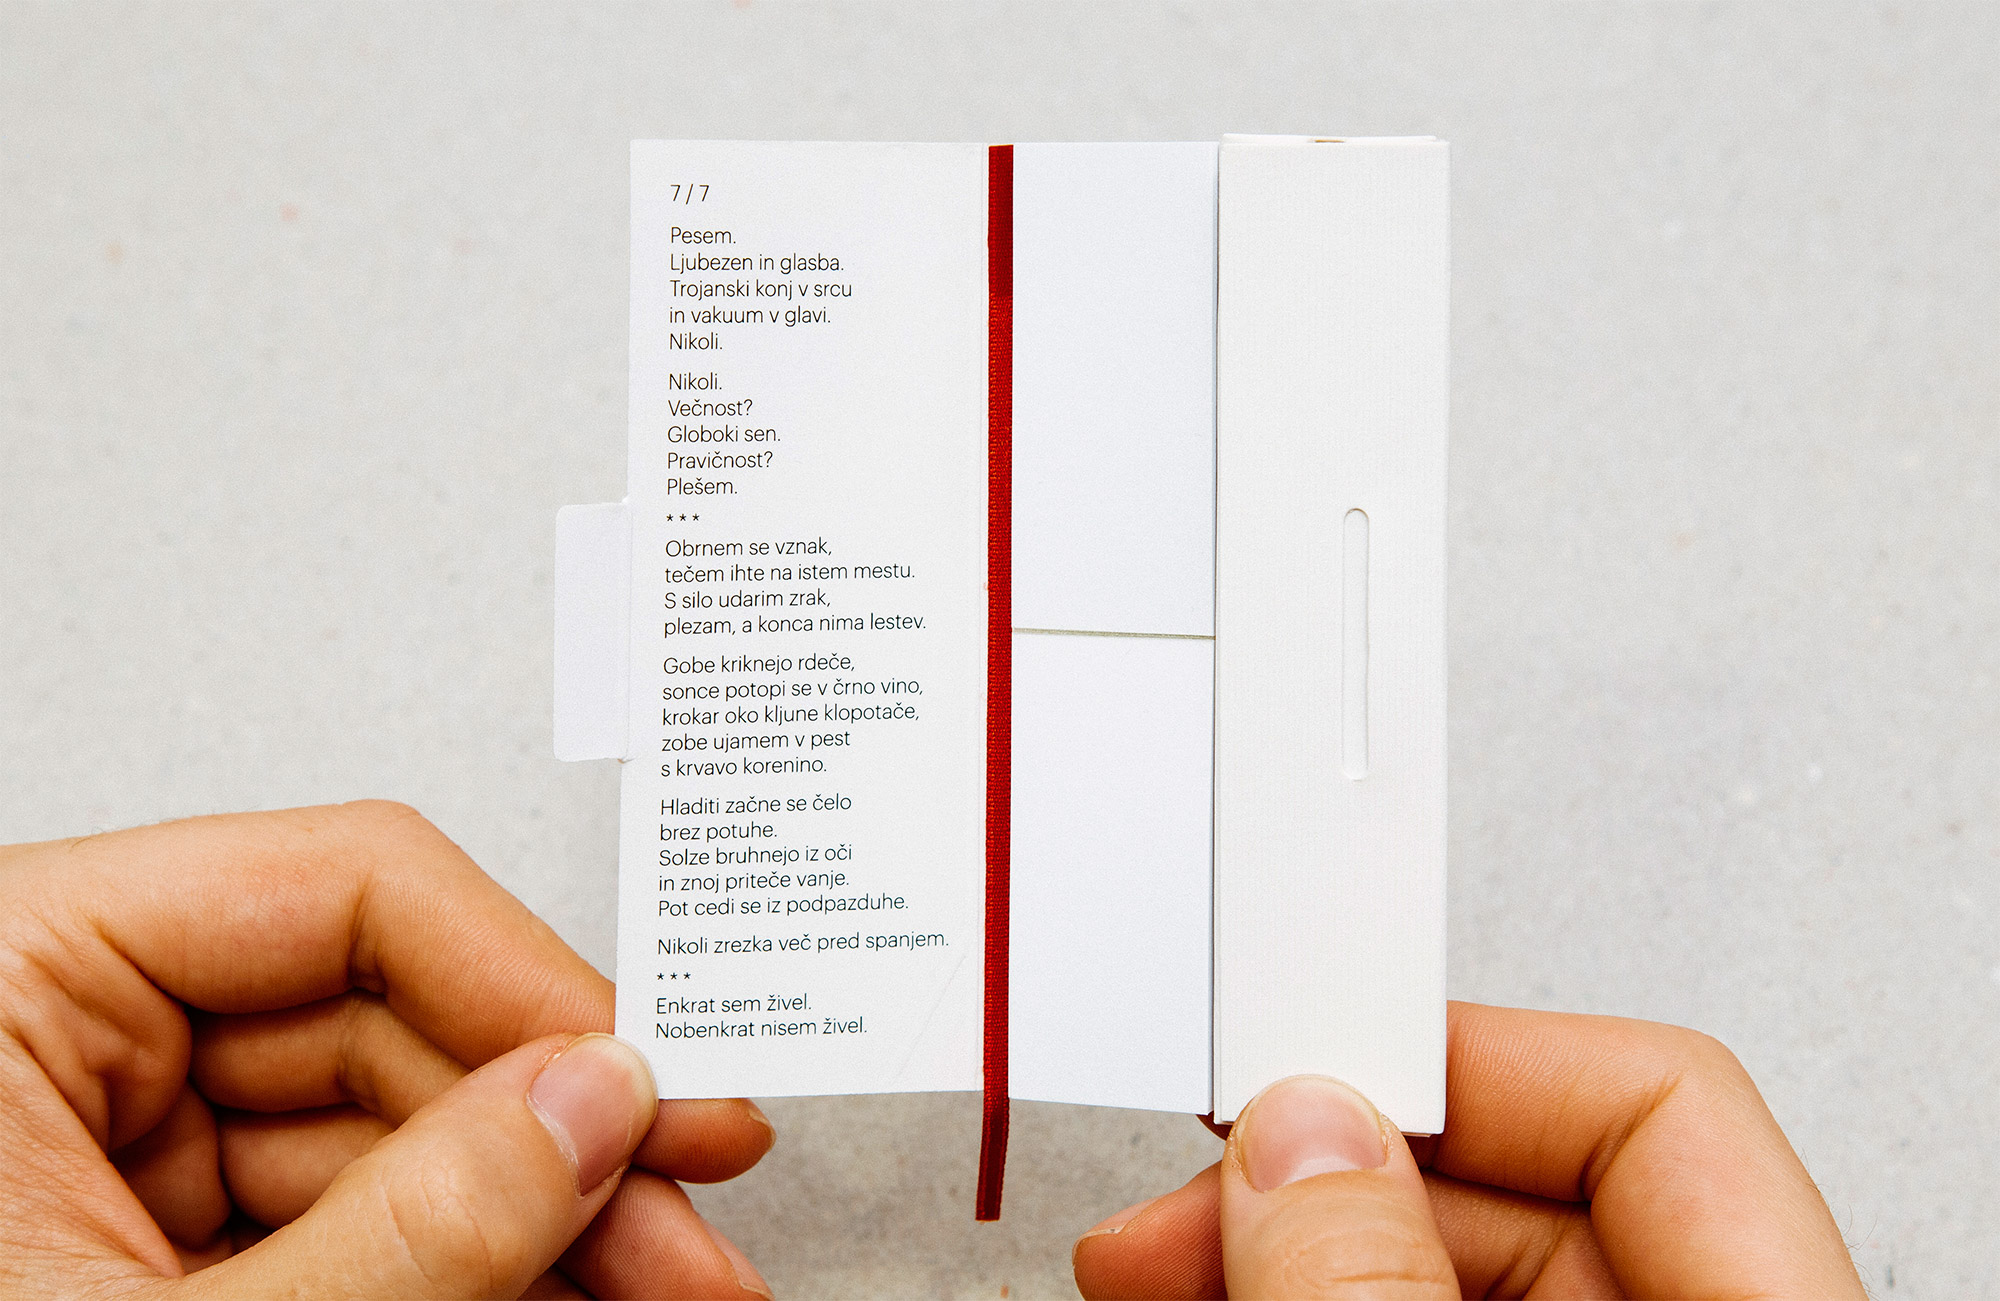 7 / 7
Pesem.
Ljubezen in glasba.
Trojanski konj v srcu
in vakuum v glavi.
Nikoli.
Nikoli.
Večnost?
Globoki sen.
Pravičnost?
Plešem.
* * *
Obrnem se vznak,
tečem ihte na istem mestu.
S silo udarim zrak,
plezam, a konca nima lestev.
Gobe kriknejo rdeče,
sonce potopi se v črno vino,
krokar oko kljune klopotače,
zobe ujamem v pest
s krvavo korenino.
Hladiti začne se čelo
brez potuhe.
Solze bruhnejo iz oči
in znoj priteče vanje.
Pot cedi se iz podpazduhe.
Nikoli zrezka več pred spanjem.
* * *
Enkrat sem živel.
Nobenkrat nisem živel.